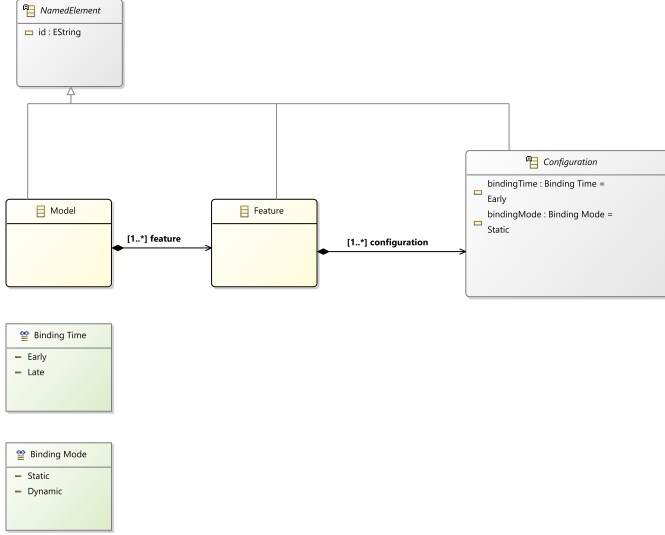 NamedElement
id : EString
Configuration
bindingTime : Binding Time =
Early
bindingMode : Binding Mode =
Static
Model
Feature
[1..*] feature
[1..*] configuration
Binding Time
Early
Late
Binding Mode
Static
Dynamic